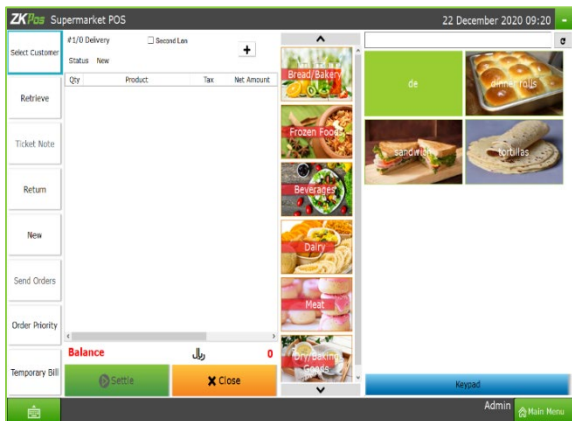 ZKPos Supermarket POS
22 December 2020 09:20
Select Customer
Retrieve
Ticket Note
Return
New
Send Orders
Order Priority
Temporary Bill
#1/0 Delivery
Second Lan
+
Status New
Qty Product Tax Net Amount
Balance ریال 0
Settle
X Close
Bread/Bakery
Frozen Foods
Beverages
Dairy
Meat
Dry/Baking
Goods
de
dinner rolls
sandwich
tortillas
Keypad
Admin
Main Menu